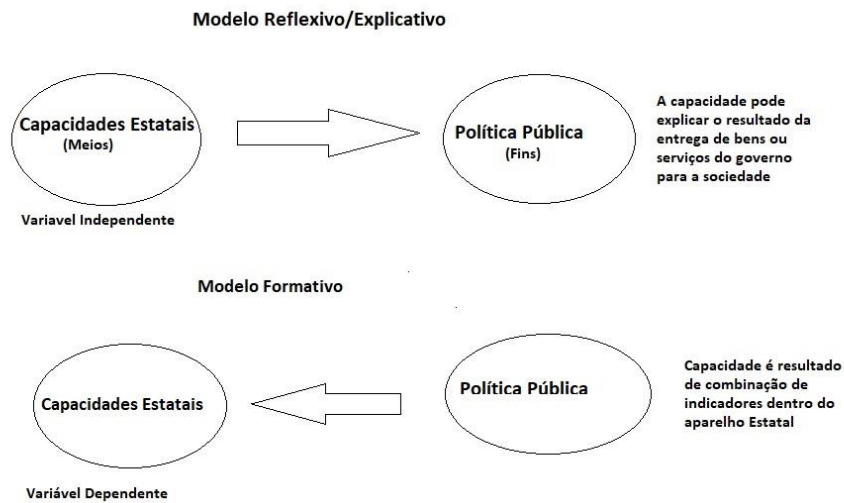 Modelo Reflexivo/Explicativo
Capacidades Estatais
(Meios)
Variavel Independente
Política Pública
(Fins)
A capacidade pode
explicar o resultado da
entrega de bens ou
serviços do governo
para a sociedade
Modelo Formativo
Capacidades Estatais
Variável Dependente
Política Pública
Capacidade é resultado
de combinação de
indicadores dentro do
aparelho Estatal